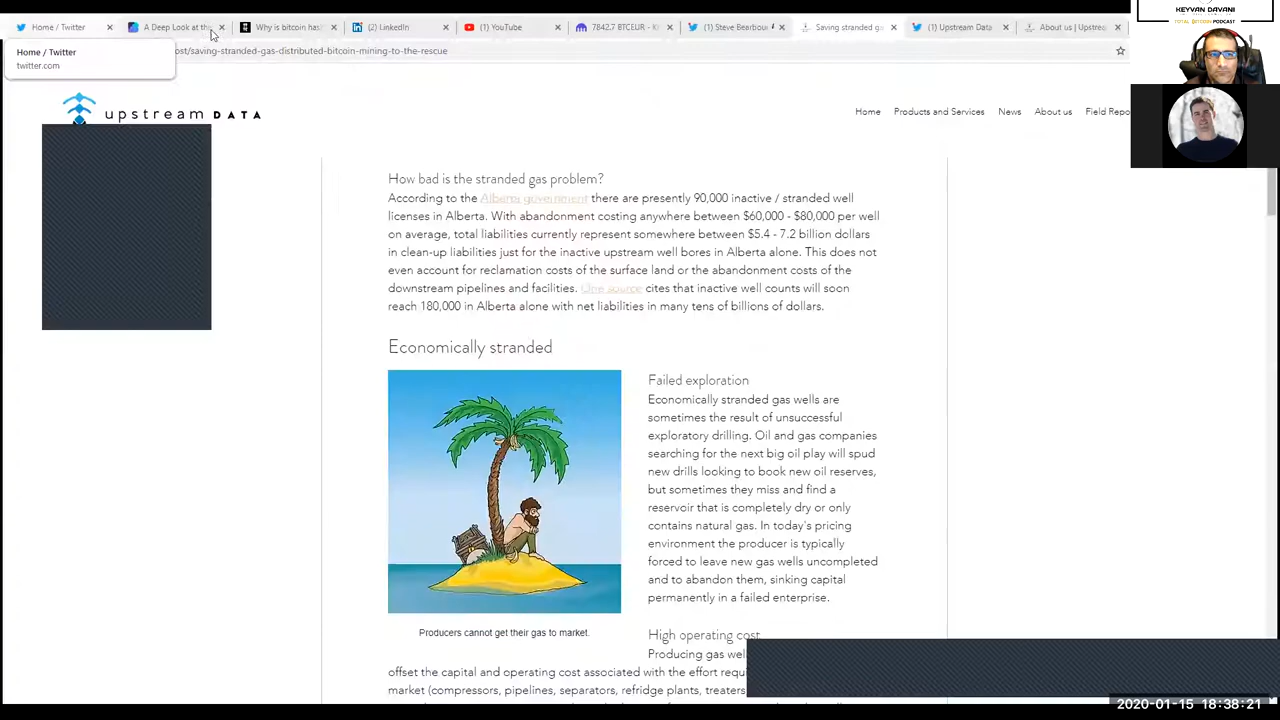 Home / Twitter
A Deep Look at the
Why is bitcoin has
(2) LinkedIn
YouTube
7842.7 BTCEUR - K
(1) Steve Barbour
Saving stranded ga
(1) Upstream Data
About us | Upstrea
Home / Twitter
twitter.com
ost/saving-stranded-gas-distributed-bitcoin-mining-to-the-rescue
KEYVAN DAVANI
TOTAL BITCOIN PODCAST
upstream DATA
Home
Products and Services
News
About us
Field Repo
How bad is the stranded gas problem?
According to the Alberta government there are presently 90,000 inactive / stranded well
licenses in Alberta. With abandonment costing anywhere between $60,000 - $80,000 per well
on average, total liabilities currently represent somewhere between $5.4 - 7.2 billion dollars
in clean-up liabilities just for the inactive upstream well bores in Alberta alone. This does not
even account for reclamation costs of the surface land or the abandonment costs of the
downstream pipelines and facilities. One source cites that inactive well counts will soon
reach 180,000 in Alberta alone with net liabilities in many tens of billions of dollars.
Economically stranded
Failed exploration
Economically stranded gas wells are
sometimes the result of unsuccessful
exploratory drilling. Oil and gas companies
searching for the next big oil play will spud
new drills looking to book new oil reserves,
but sometimes they miss and find a
reservoir that is completely dry or only
contains natural gas. In today's pricing
environment the producer is typically
forced to leave new gas wells uncompleted
and to abandon them, sinking capital
permanently in a failed enterprise.
Producers cannot get their gas to market.
High operating cost
Producing gas wel
offset the capital and operating cost associated with the effort requi
market (compressors, pipelines, separators, refridge plants, treaters
2020-01-15 18:38:21